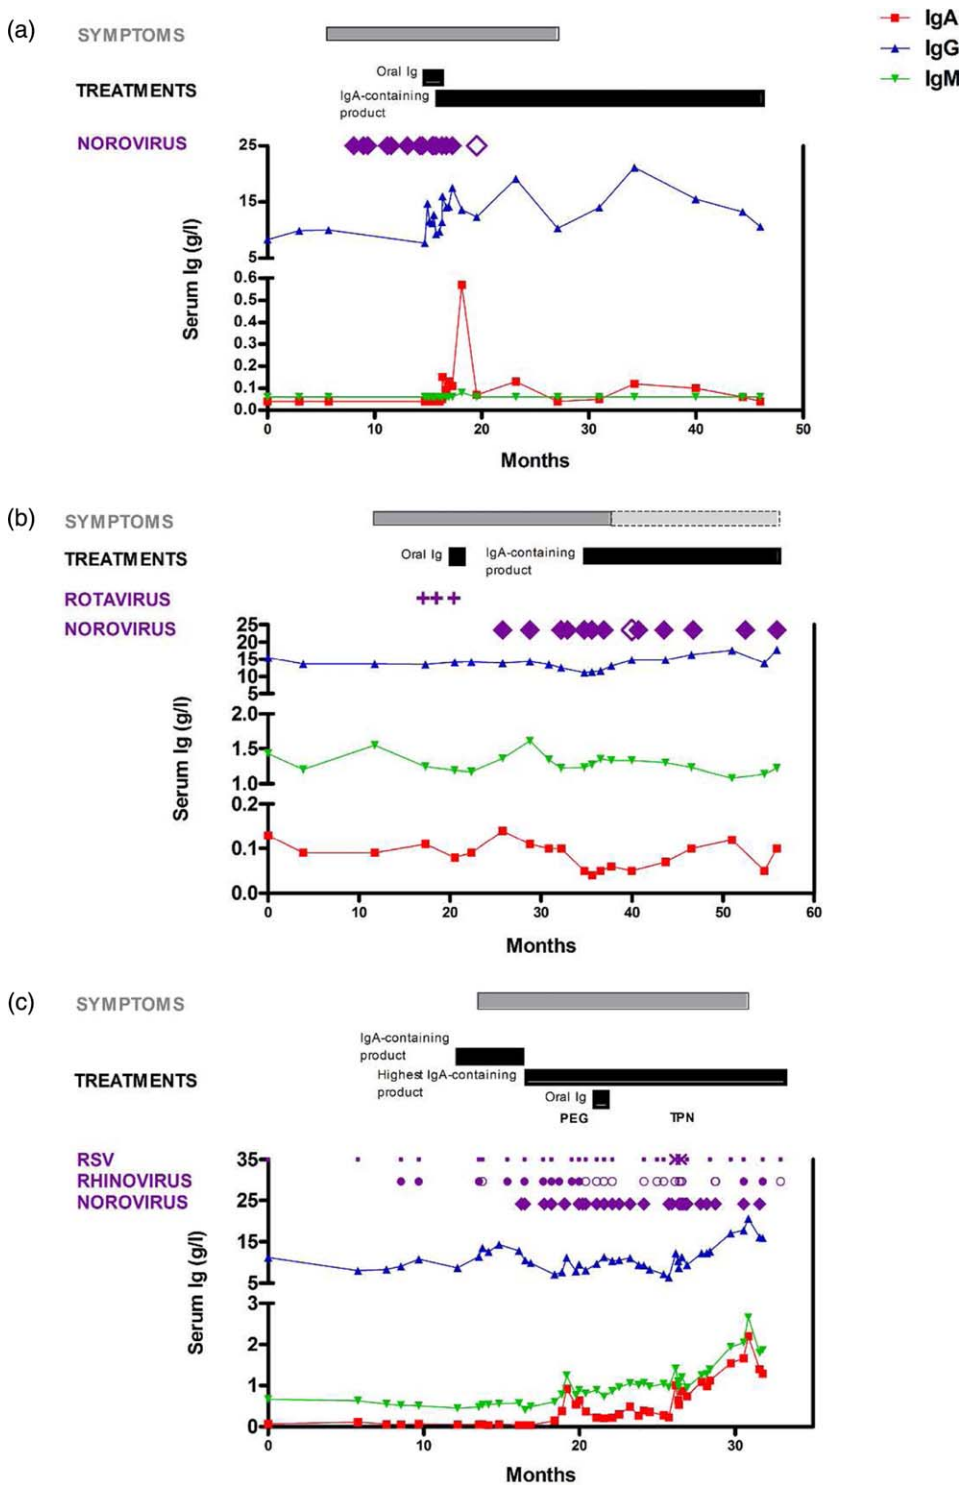 (a)
SYMPTOMS
IgA
IgG
IgM
Oral Ig
TREATMENTS
IgA-containing
product
NOROVIRUS
25
15
5
0.6
0.5
0.4
0.3
0.2
0.1
0.0
Serum Ig (g/l)
0 10 20 30 40 50
Months
(b)
SYMPTOMS
TREATMENTS
Oral Ig
IgA-containing
product
ROTAVIRUS
NOROVIRUS
25
20
15
10
5
2.0
1.5
1.0
0.2
0.1
0.0
Serum Ig (g/l)
0 10 20 30 40 50 60
Months
(c)
SYMPTOMS
IgA-containing
product
TREATMENTS
Highest IgA-containing
product
Oral Ig
PEG TPN
RSV
RHINOVIRUS
NOROVIRUS
35
25
15
5
3
2
1
0
Serum Ig (g/l)
0 10 20 30
Months